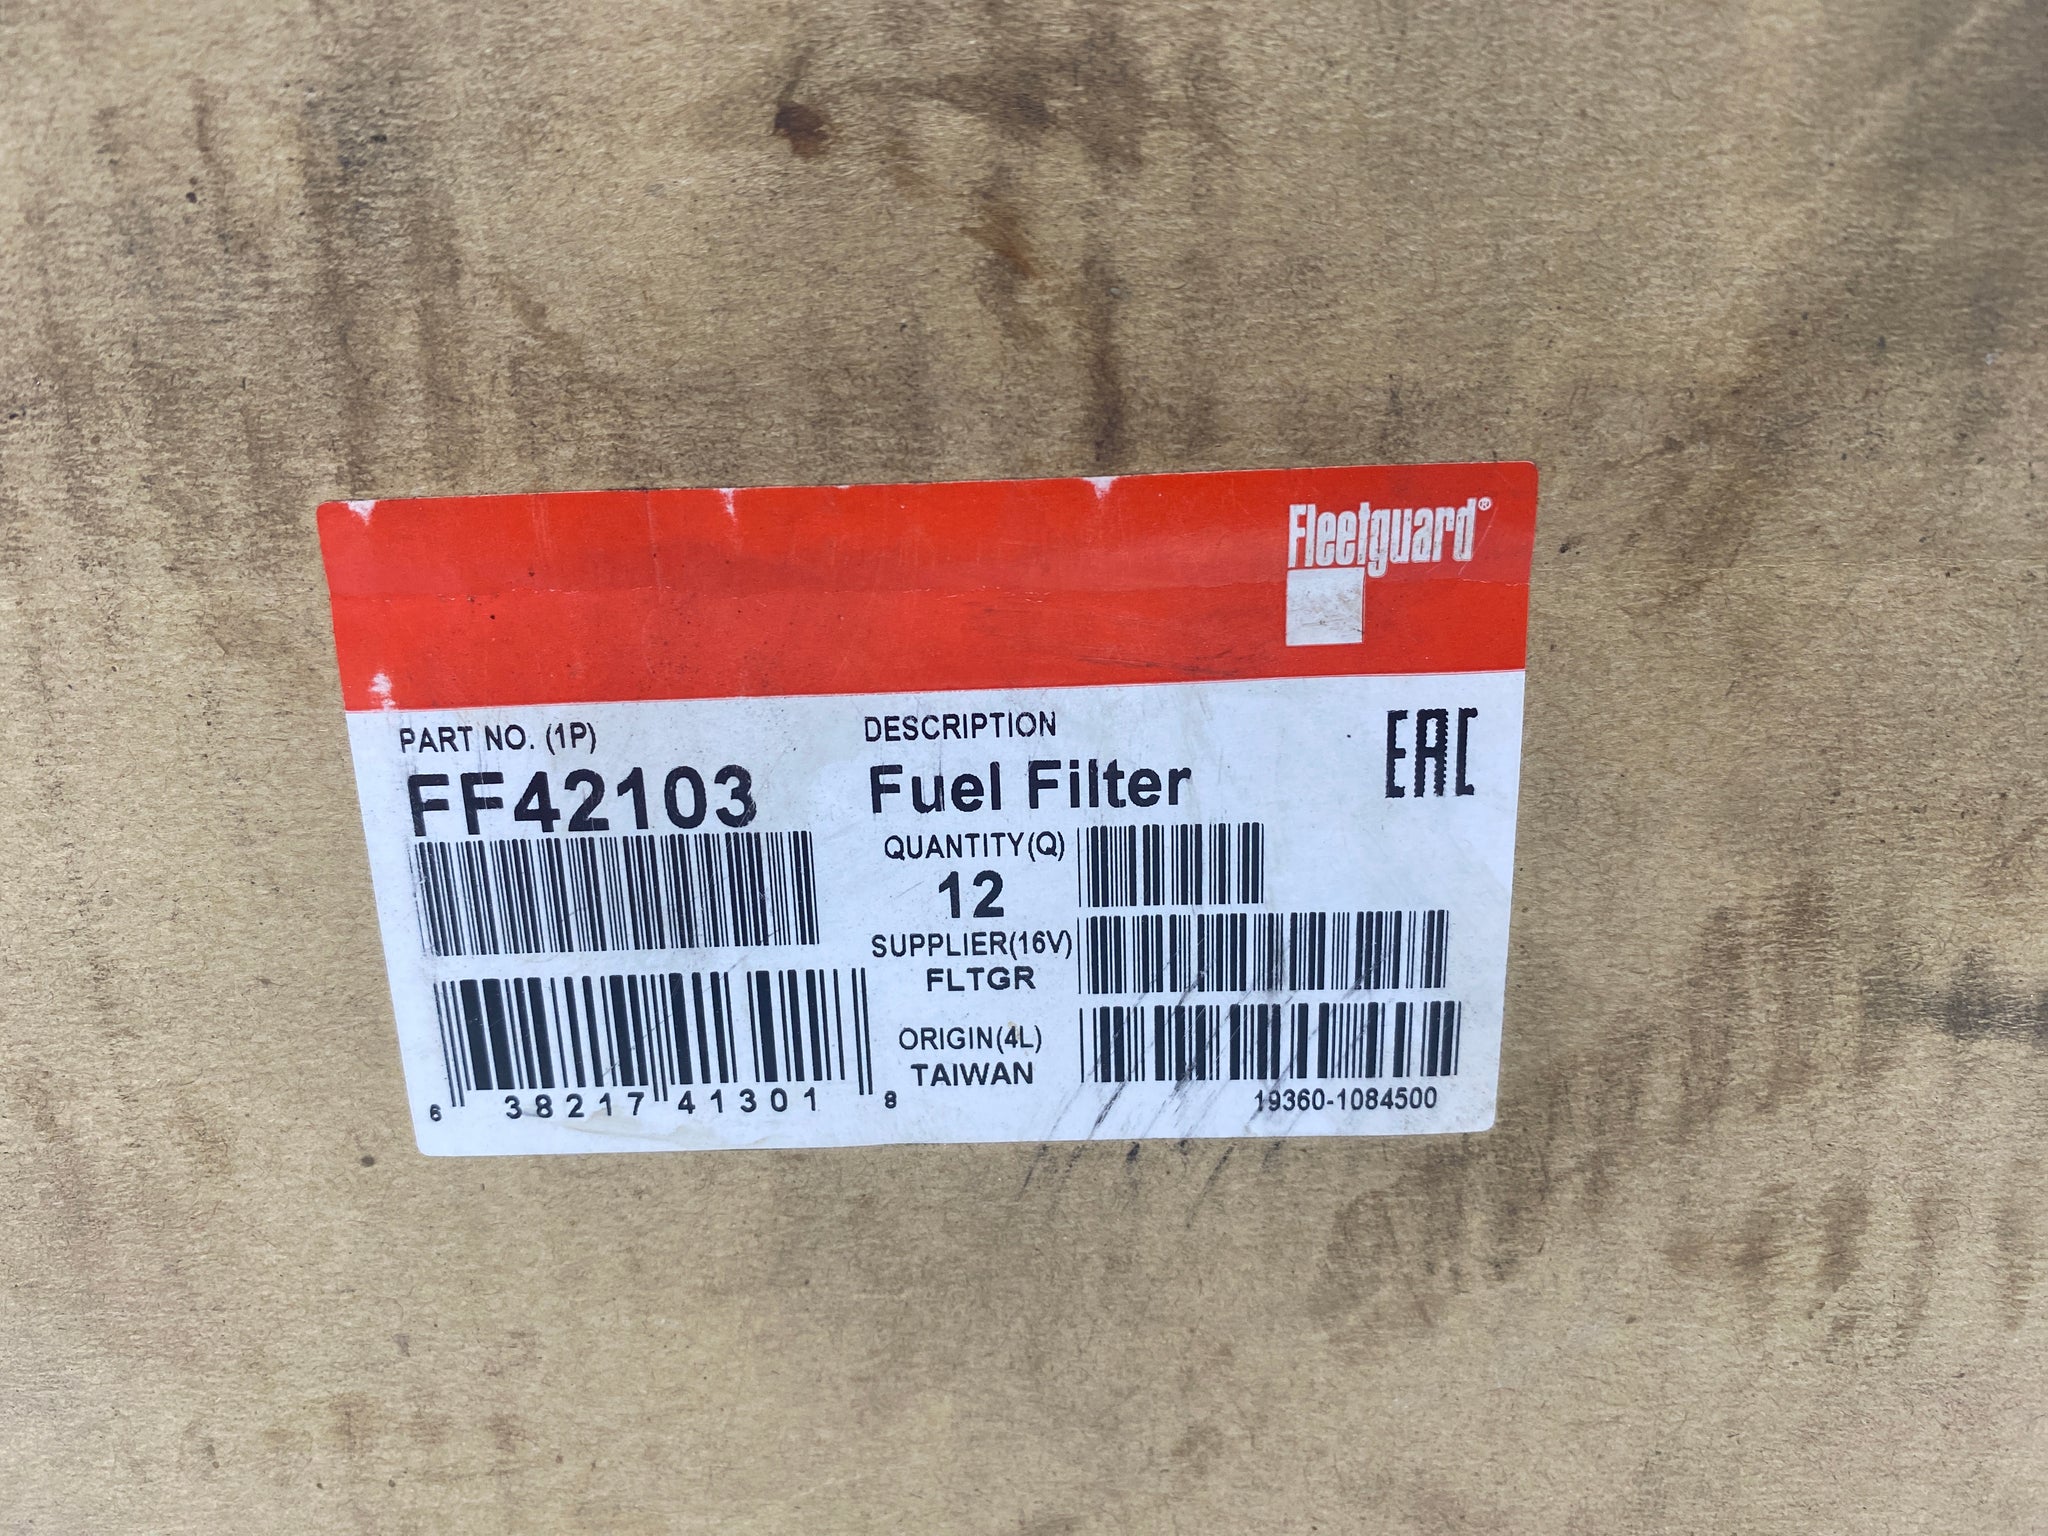 Fleetguard®
PART NO. (1P)
FF42103
DESCRIPTION
Fuel Filter
EAC
QUANTITY(Q)
12
SUPPLIER(16V)
FLTGR
ORIGIN(4L)
TAIWAN
6 38217 41301 8
19360-1084500